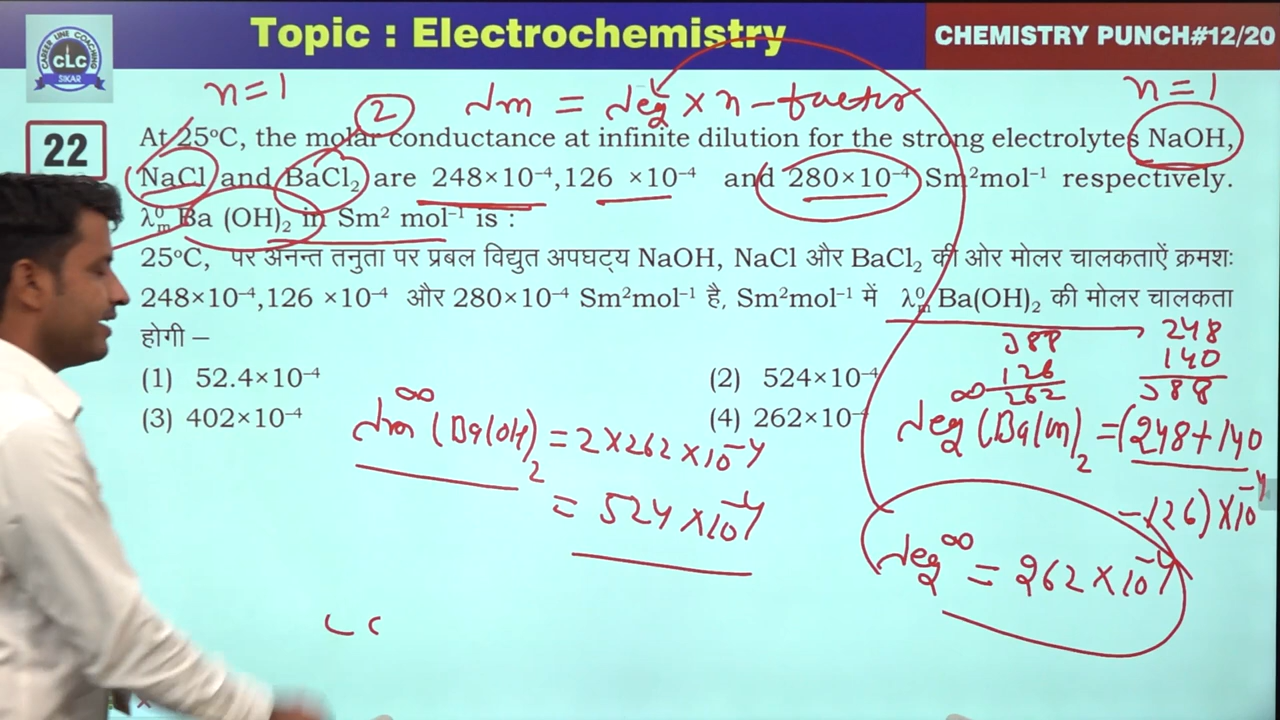 Topic : Electrochemistry
CHEMISTRY PUNCH#12/20
CAREER LINE COACHING
CLC
SIKAR
n=1
2
λm = λeq × n-factor
n=1
22
At 25°C, the molar conductance at infinite dilution for the strong electrolytes NaOH,
NaCl and BaCl₂ are 248×10⁻⁴,126 ×10⁻⁴ and 280×10⁻⁴ Sm²mol⁻¹ respectively.
λ⁰m Ba (OH)₂ in Sm² mol⁻¹ is :
25°C, पर अनन्त तनुता पर प्रबल विद्युत अपघट्य NaOH, NaCl और BaCl₂ की ओर मोलर चालकताऐं क्रमशः
248×10⁻⁴,126 ×10⁻⁴ और 280×10⁻⁴ Sm²mol⁻¹ है, Sm²mol⁻¹ में λ⁰m Ba(OH)₂ की मोलर चालकता
होगी –
(1) 52.4×10⁻⁴
(2) 524×10⁻⁴
(3) 402×10⁻⁴
(4) 262×10⁻⁴
388
126
262
248
140
388
λeq∞ (Ba(OH)₂ = (248+140
-126) × 10⁻⁴
λeq∞ = 262 × 10⁻⁴
λm∞ (Ba(OH)₂ = 2 × 262 × 10⁻⁴
= 524 × 10⁻⁴